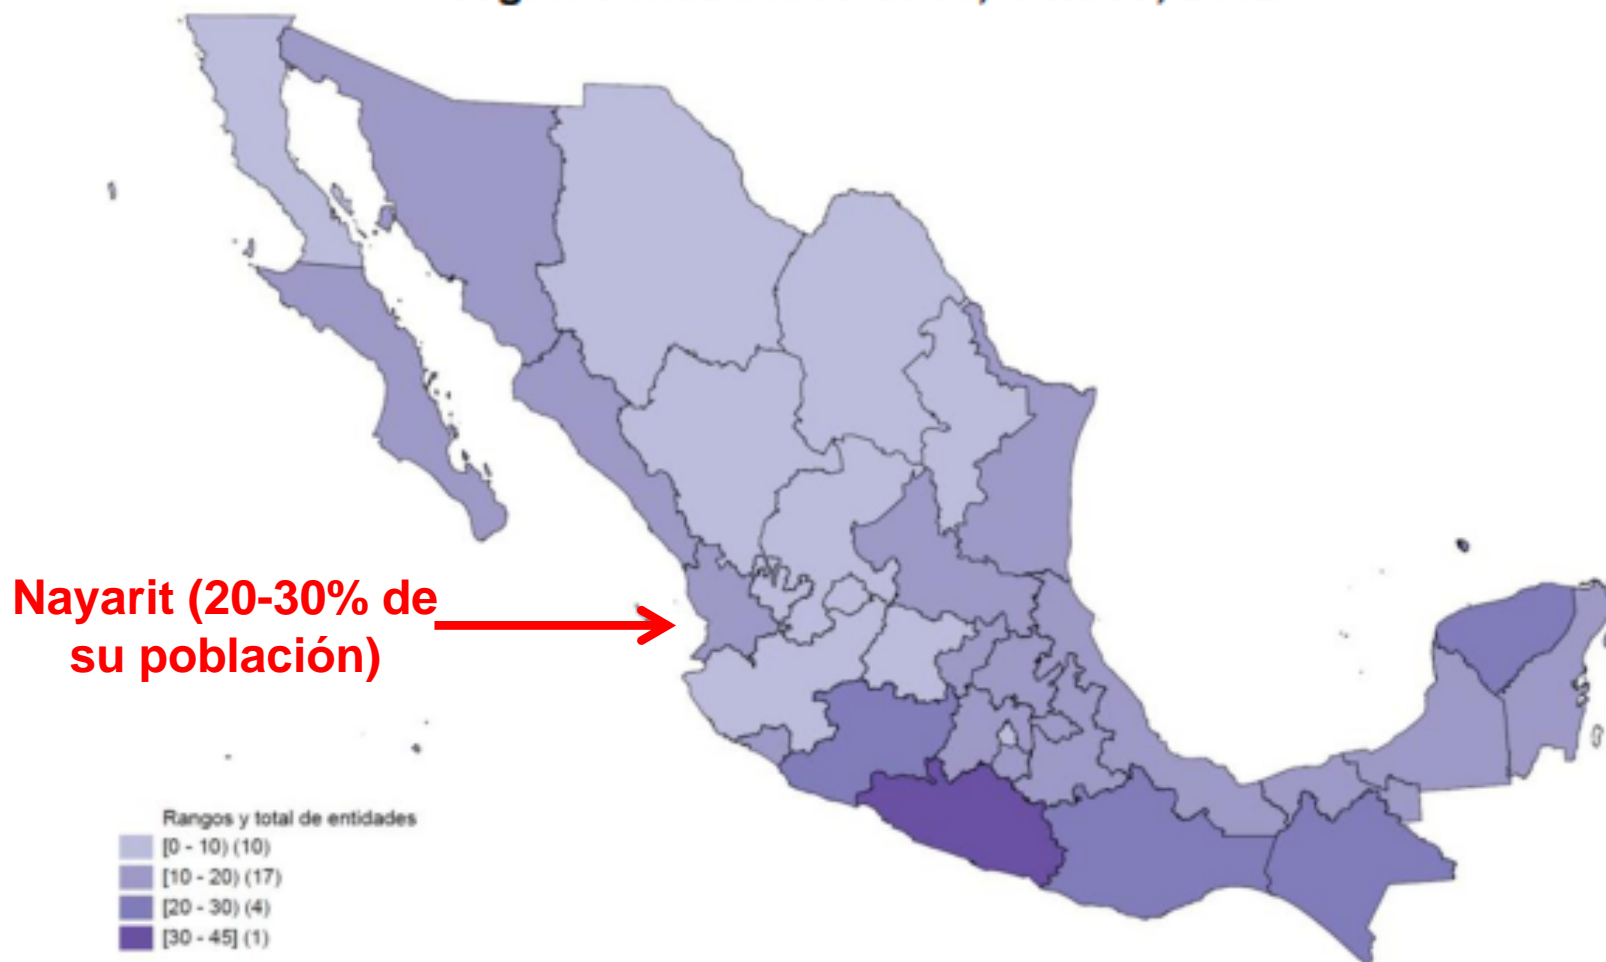 Nayarit (20-30% de
su población)
Rangos y total de entidades
[0 - 10) (10)
[10 - 20) (17)
[20 - 30) (4)
[30 - 45] (1)